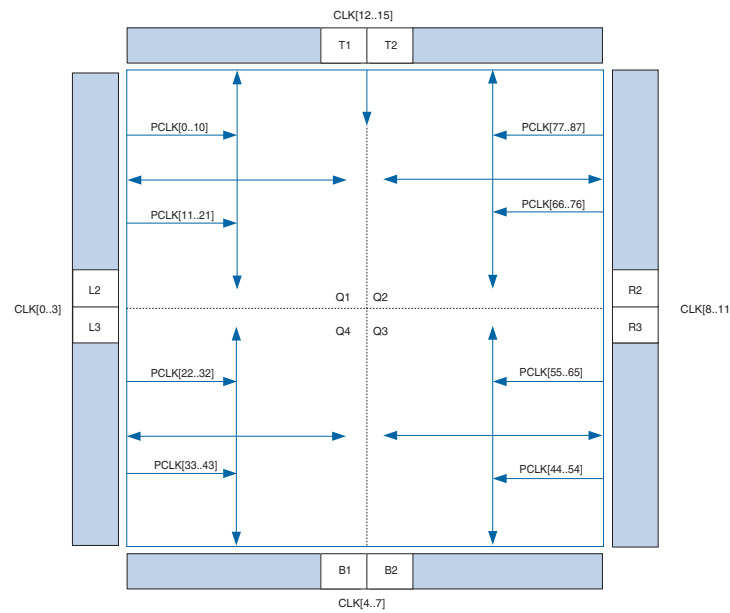 CLK[12..15]
T1 T2
PCLK[0..10] PCLK[77..87]
PCLK[66..76]
PCLK[11..21]
L2 R2
Q1 Q2
CLK[0..3] CLK[8..11
L3 R3
Q4 Q3
PCLK[22..32] PCLK[55..65]
PCLK[33..43] PCLK[44..54]
B1 B2
CLK[4..7]